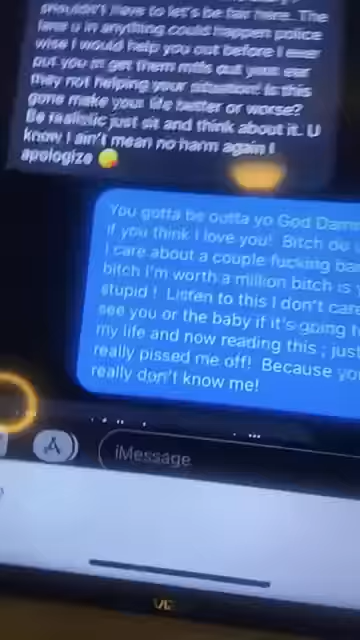 shouldn't have to let's be fair here. The
law u in anything could happen police
wise I would help you out before I ever
put you in get them mills out your ear
may not helping your situation! Is this
gone make your life better or worse?
Be realistic just sit and think about it. U
know I ain't mean no harm again I
apologize
You gotta be outta yo God Damn
if you think I love you! Bitch do
I care about a couple fucking
bitch I'm worth a million bitch is
stupid! Listen to this I don't care
see you or the baby if it's going
my life and now reading this ; just
really pissed me off! Because you
really don't know me!
iMessage